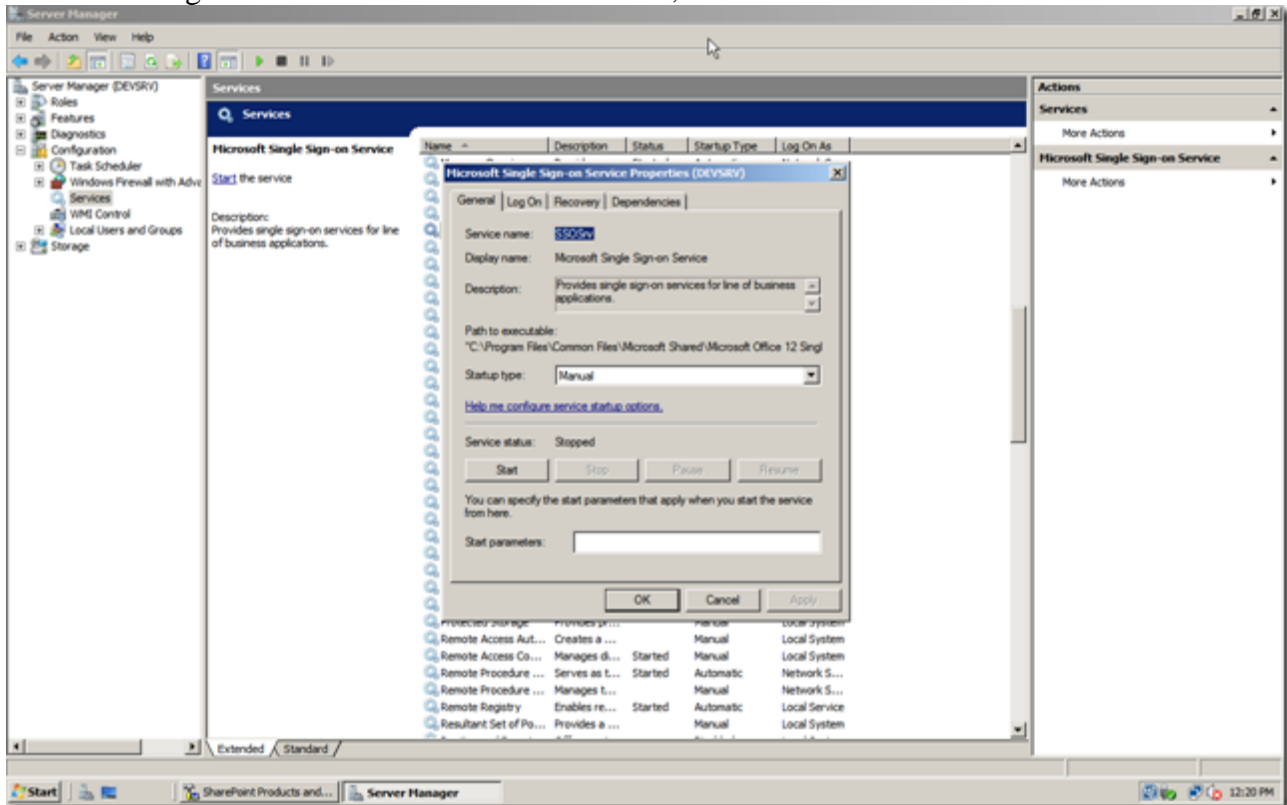 Server Manager
File Action View Help
Server Manager (DEVSRV)
Roles
Features
Diagnostics
Configuration
Task Scheduler
Windows Firewall with Adva
Services
WMI Control
Local Users and Groups
Storage
Services
Services
Microsoft Single Sign-on Service
Start the service
Description:
Provides single sign-on services for line
of business applications.
Name Description Status Startup Type Log On As
Microsoft Single Sign-on Service Properties (DEVSRV)
General Log On Recovery Dependencies
Service name: SSOSrv
Display name: Microsoft Single Sign-on Service
Description: Provides single sign-on services for line of business
applications.
Path to executable:
"C:\Program Files\Common Files\Microsoft Shared\Microsoft Office 12 Singl
Startup type: Manual
Help me configure service startup options.
Service status: Stopped
Start Stop Pause Resume
You can specify the start parameters that apply when you start the service
from here.
Start parameters:
OK Cancel Apply
Protected Storage Provides pr... Manual Local System
Remote Access Aut... Creates a ... Manual Local System
Remote Access Co... Manages di... Started Manual Local System
Remote Procedure ... Serves as t... Started Automatic Network S...
Remote Procedure ... Manages t... Manual Network S...
Remote Registry Enables re... Started Automatic Local Service
Resultant Set of Po... Provides a ... Manual Local System
Extended Standard
Actions
Services
More Actions
Microsoft Single Sign-on Service
More Actions
Start SharePoint Products and... Server Manager 12:20 PM